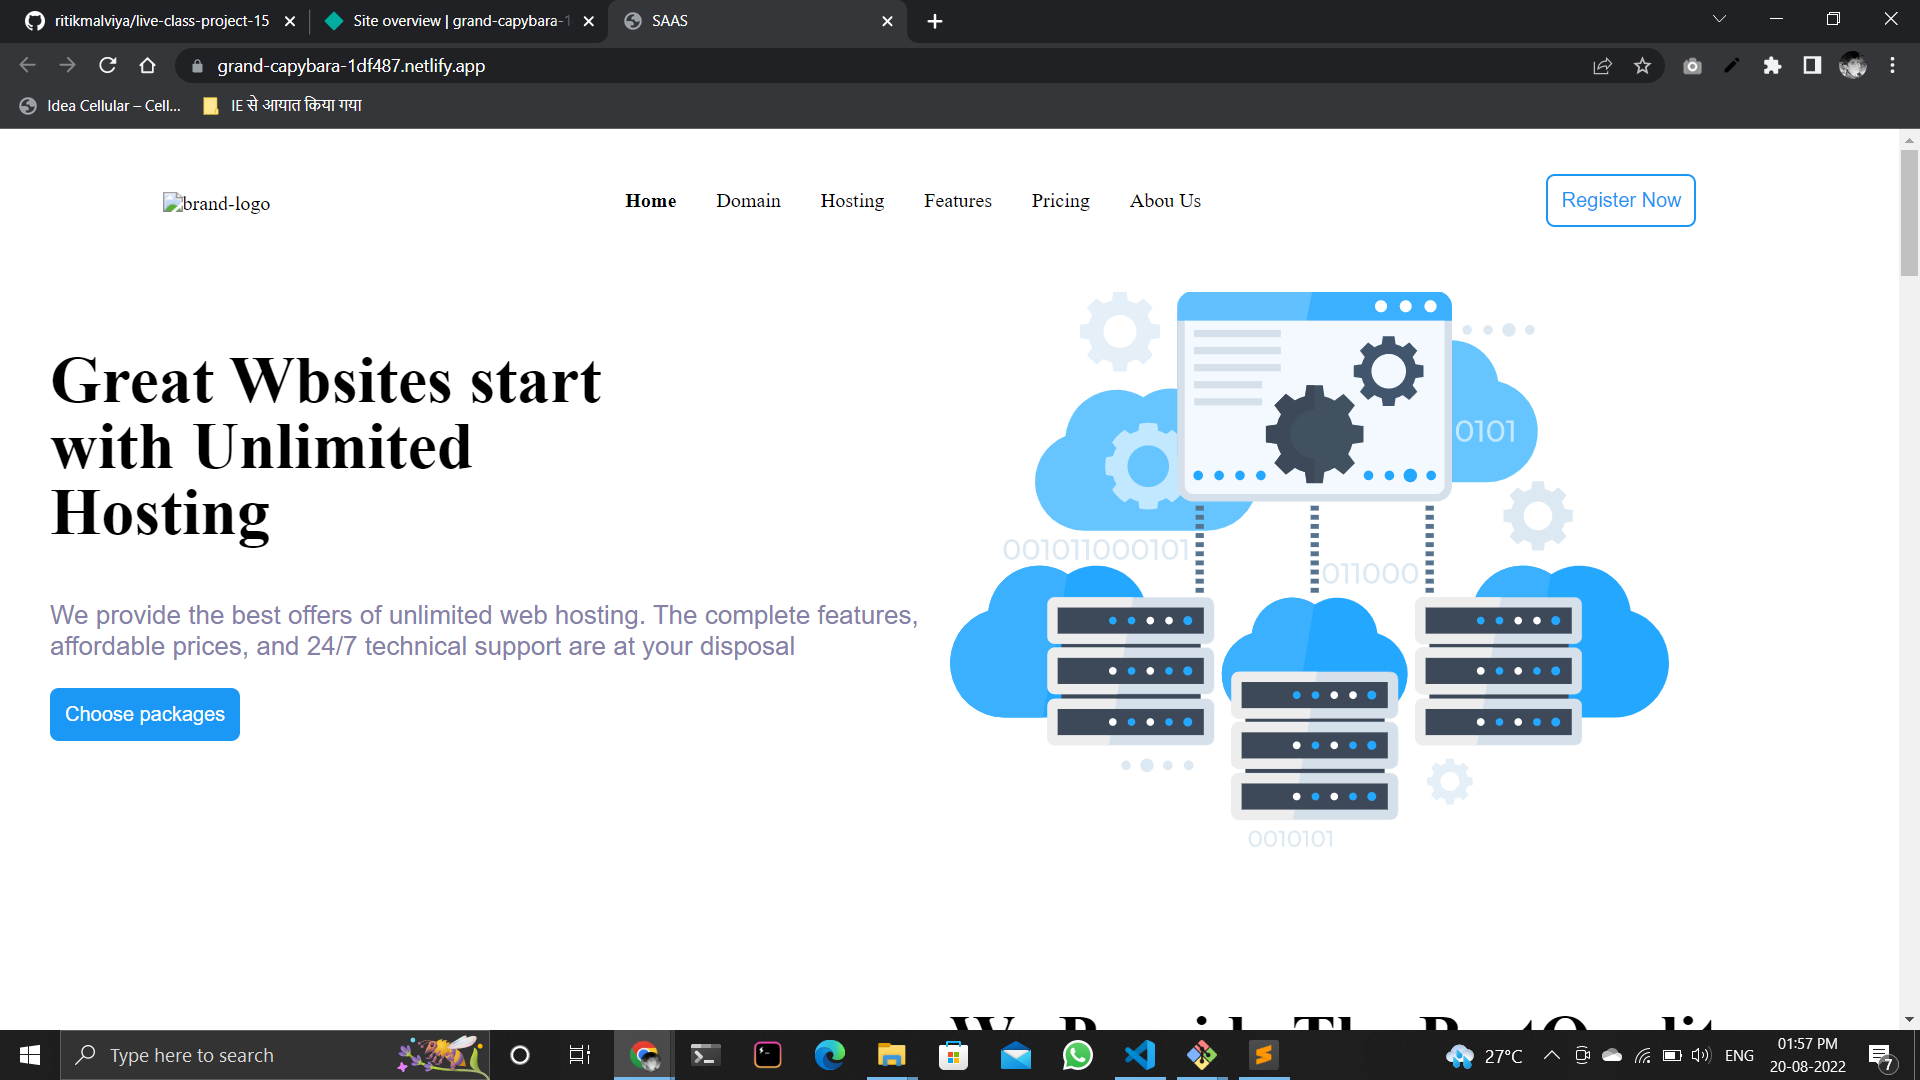 ritikmalviya/live-class-project-15
Site overview | grand-capybara-1
SAAS
grand-capybara-1df487.netlify.app
Idea Cellular – Cell...
IE से आयात किया गया
brand-logo
Home
Domain
Hosting
Features
Pricing
Abou Us
Register Now
Great Wbsites start
with Unlimited
Hosting
We provide the best offers of unlimited web hosting. The complete features,
affordable prices, and 24/7 technical support are at your disposal
Choose packages
0101
001011000101
011000
0010101
Type here to search
27°C
ENG
01:57 PM
20-08-2022
7